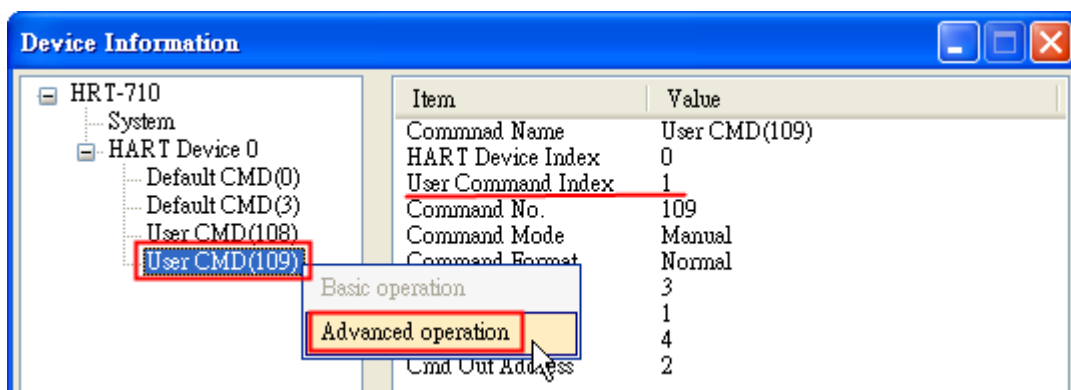 Device Information
HRT-710
System
HART Device 0
Default CMD(0)
Default CMD(3)
User CMD(108)
User CMD(109)
Basic operation
Advanced operation
Item Value
Commnad Name User CMD(109)
HART Device Index 0
User Command Index 1
Command No. 109
Command Mode Manual
Command Format Normal
3
1
4
Cmd Out Address 2